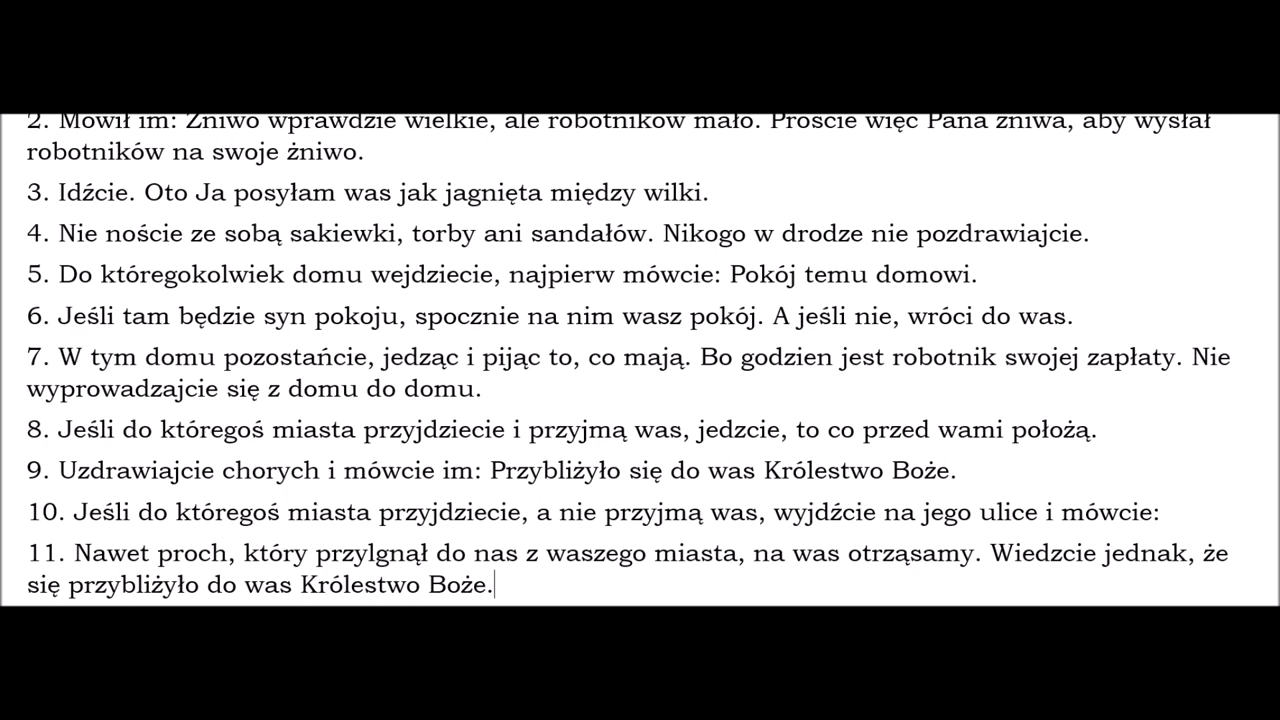 2. Mówił im: Żniwo wprawdzie wielkie, ale robotników mało. Proście więc Pana żniwa, aby wysłał
robotników na swoje żniwo.
3. Idźcie. Oto Ja posyłam was jak jagnięta między wilki.
4. Nie noście ze sobą sakiewki, torby ani sandałów. Nikogo w drodze nie pozdrawiajcie.
5. Do któregokolwiek domu wejdziecie, najpierw mówcie: Pokój temu domowi.
6. Jeśli tam będzie syn pokoju, spocznie na nim wasz pokój. A jeśli nie, wróci do was.
7. W tym domu pozostańcie, jedząc i pijąc to, co mają. Bo godzien jest robotnik swojej zapłaty. Nie
wyprowadzajcie się z domu do domu.
8. Jeśli do któregoś miasta przyjdziecie i przyjmą was, jedzcie, to co przed wami położą.
9. Uzdrawiajcie chorych i mówcie im: Przybliżyło się do was Królestwo Boże.
10. Jeśli do któregoś miasta przyjdziecie, a nie przyjmą was, wyjdźcie na jego ulice i mówcie:
11. Nawet proch, który przylgnął do nas z waszego miasta, na was otrząsamy. Wiedzcie jednak, że
się przybliżyło do was Królestwo Boże.